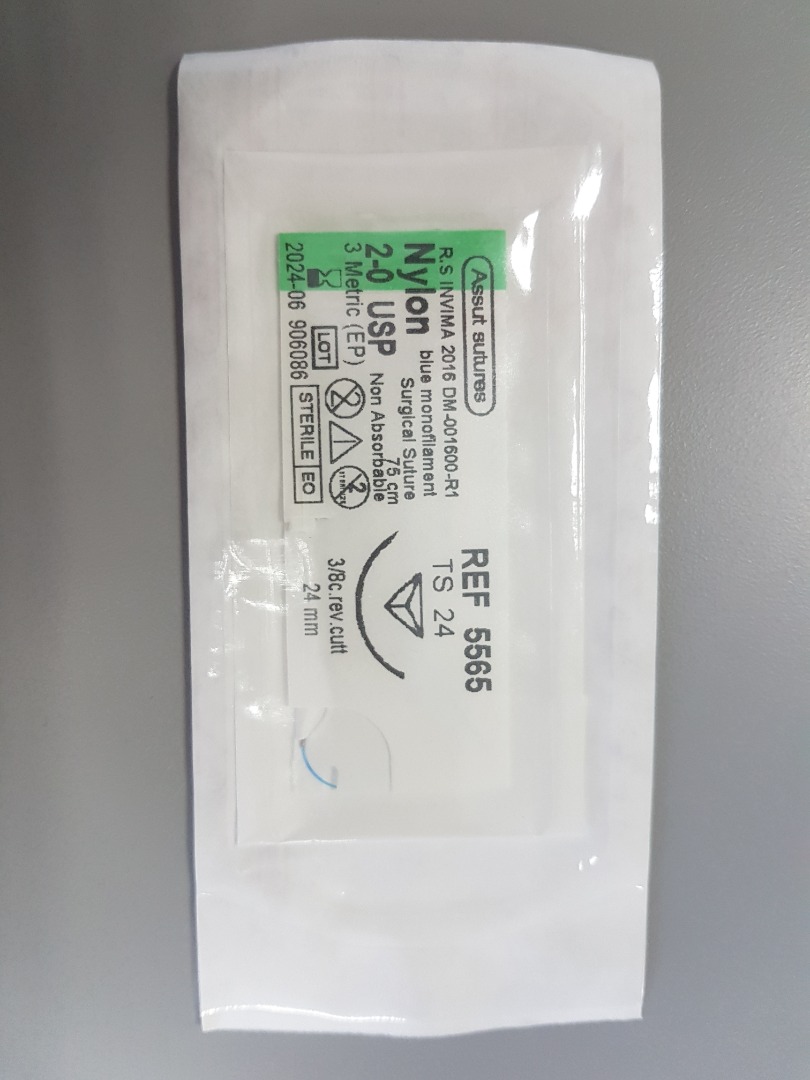 Assut sutures
R.S INVIMA 2016 DM-001600-R1
Nylon blue monofilament
Surgical Suture
75 cm
2-0 USP Non Absorbable
3 Metric (EP)
LOT
2 2
2024-06 906086 STERILE EO
REF 5565
TS 24
3/8c.rev.cutt
24 mm